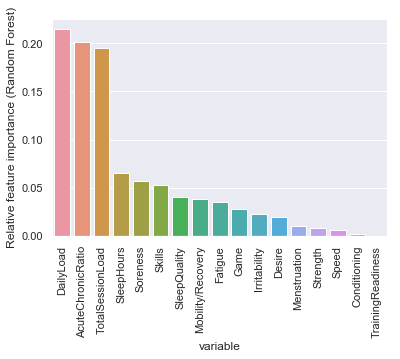 Relative feature importance (Random Forest)
0.20
0.15
0.10
0.05
0.00
DailyLoad
AcuteChronicRatio
TotalSessionLoad
SleepHours
Soreness
Skills
SleepQuality
Mobility/Recovery
Fatigue
Game
Irritability
Desire
Menstruation
Strength
Speed
Conditioning
TrainingReadiness
variable